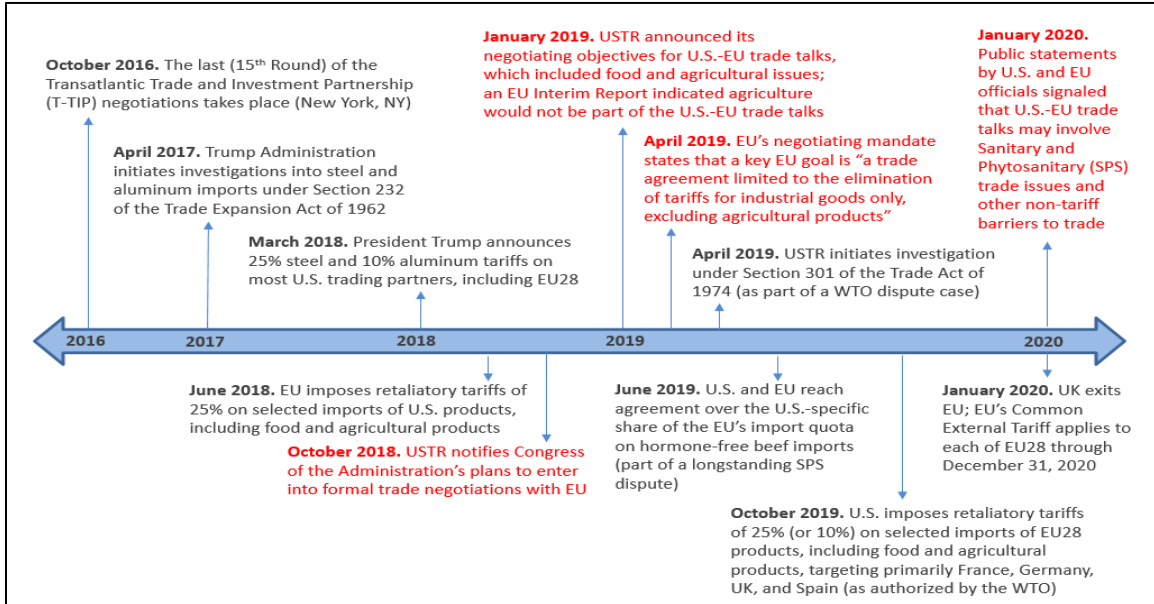 October 2016. The last (15th Round) of the
Transatlantic Trade and Investment Partnership
(T-TIP) negotiations takes place (New York, NY)
April 2017. Trump Administration
initiates investigations into steel and
aluminum imports under Section 232
of the Trade Expansion Act of 1962
March 2018. President Trump announces
25% steel and 10% aluminum tariffs on
most U.S. trading partners, including EU28
January 2019. USTR announced its
negotiating objectives for U.S.-EU trade talks,
which included food and agricultural issues;
an EU Interim Report indicated agriculture
would not be part of the U.S.-EU trade talks
April 2019. EU’s negotiating mandate
states that a key EU goal is “a trade
agreement limited to the elimination
of tariffs for industrial goods only,
excluding agricultural products”
April 2019. USTR initiates investigation
under Section 301 of the Trade Act of
1974 (as part of a WTO dispute case)
January 2020.
Public statements
by U.S. and EU
officials signaled
that U.S.-EU trade
talks may involve
Sanitary and
Phytosanitary (SPS)
trade issues and
other non-tariff
barriers to trade
2016 2017 2018 2019 2020
June 2018. EU imposes retaliatory tariffs of
25% on selected imports of U.S. products,
including food and agricultural products
October 2018. USTR notifies Congress
of the Administration’s plans to enter
into formal trade negotiations with EU
June 2019. U.S. and EU reach
agreement over the U.S.-specific
share of the EU’s import quota
on hormone-free beef imports
(part of a longstanding SPS
dispute)
October 2019. U.S. imposes retaliatory tariffs
of 25% (or 10%) on selected imports of EU28
products, including food and agricultural
products, targeting primarily France, Germany,
UK, and Spain (as authorized by the WTO)
January 2020. UK exits
EU; EU’s Common
External Tariff applies to
each of EU28 through
December 31, 2020